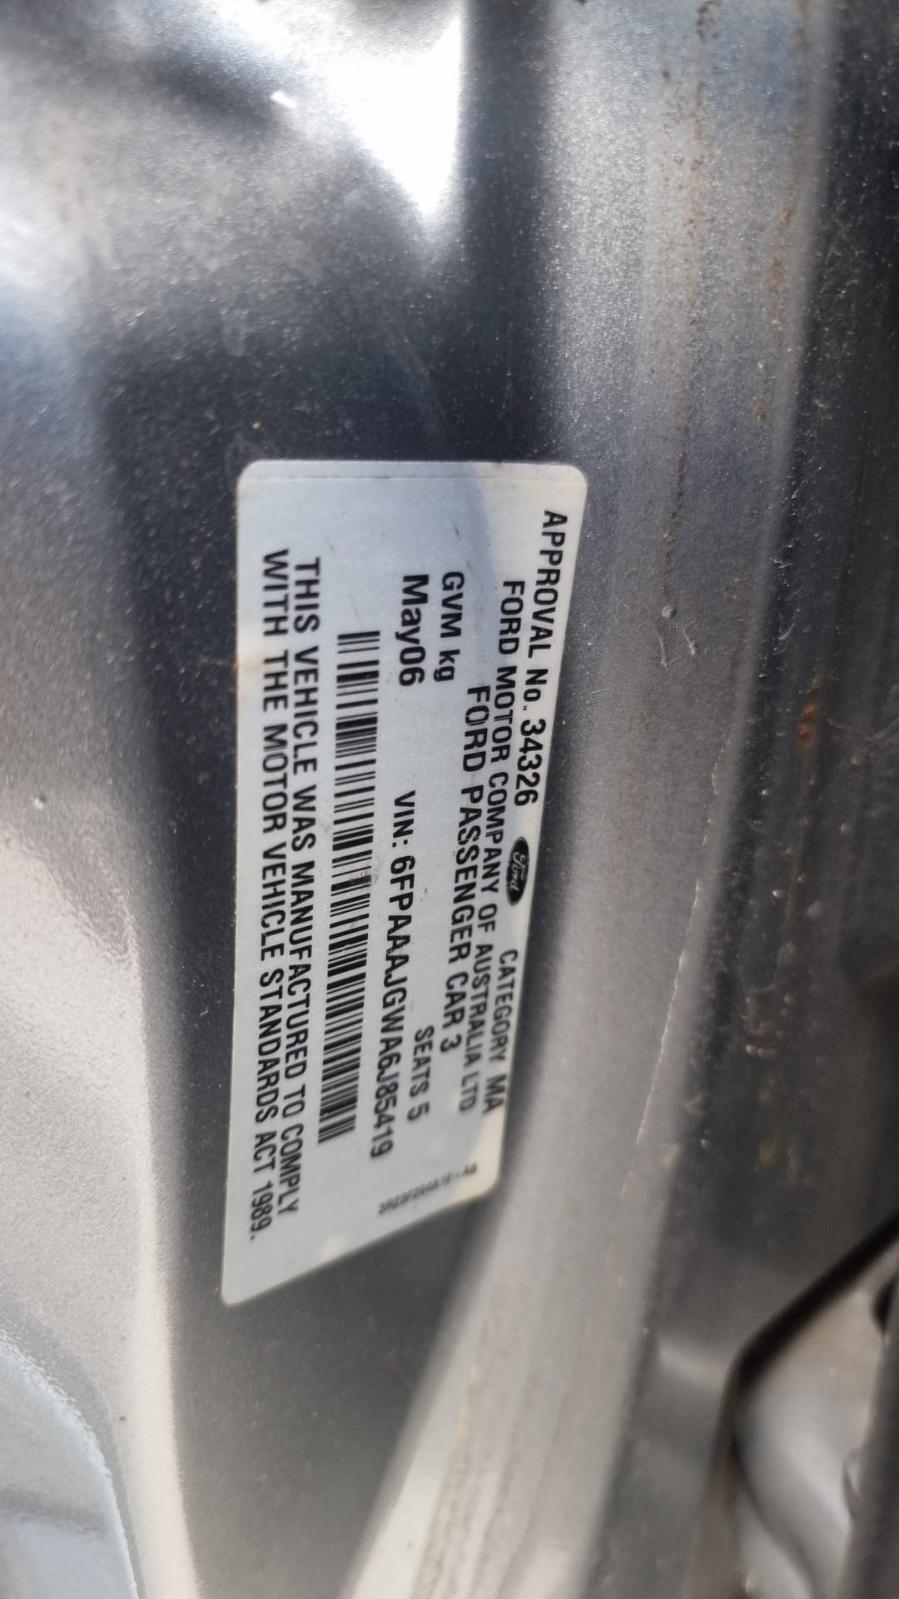 APPROVAL No. 34326 Ford CATEGORY MA
FORD MOTOR COMPANY OF AUSTRALIA LTD
FORD PASSENGER CAR 3
GVM kg SEATS 5
May06 VIN: 6FPAAAJGWA6J85419
THIS VEHICLE WAS MANUFACTURED TO COMPLY
WITH THE MOTOR VEHICLE STANDARDS ACT 1989.